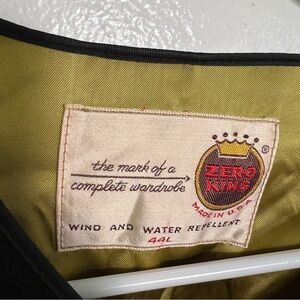 the mark of a
complete wardrobe
ZERO
KING
®
MADE IN U.S.A.
WIND AND WATER REPELLENT
44L